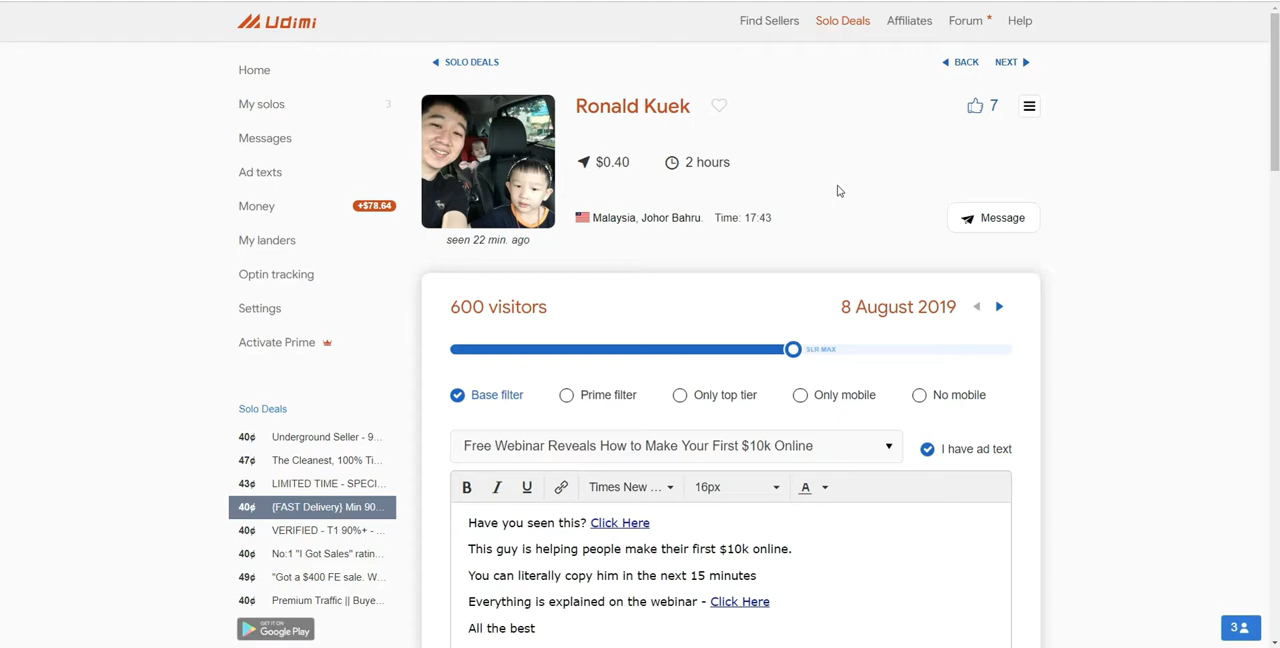 Udimi
Find Sellers
Solo Deals
Affiliates
Forum *
Help
Home
My solos 3
Messages
Ad texts
Money +$78.64
My landers
Optin tracking
Settings
Activate Prime
Solo Deals
40¢ Underground Seller - 9...
47¢ The Cleanest, 100% Ti...
43¢ LIMITED TIME - SPECI...
40¢ {FAST Delivery} Min 90...
40¢ VERIFIED - T1 90%+ - ...
40¢ No:1 "I Got Sales" ratin...
49¢ "Got a $400 FE sale. W...
40¢ Premium Traffic || Buye...
GET IT ON
Google Play
SOLO DEALS
BACK
NEXT
Ronald Kuek
7
$0.40
2 hours
Malaysia, Johor Bahru. Time: 17:43
Message
seen 22 min. ago
600 visitors
8 August 2019
SLR MAX
Base filter
Prime filter
Only top tier
Only mobile
No mobile
Free Webinar Reveals How to Make Your First $10k Online
I have ad text
B I U Times New ... 16px A
Have you seen this? Click Here
This guy is helping people make their first $10k online.
You can literally copy him in the next 15 minutes
Everything is explained on the webinar - Click Here
All the best
3